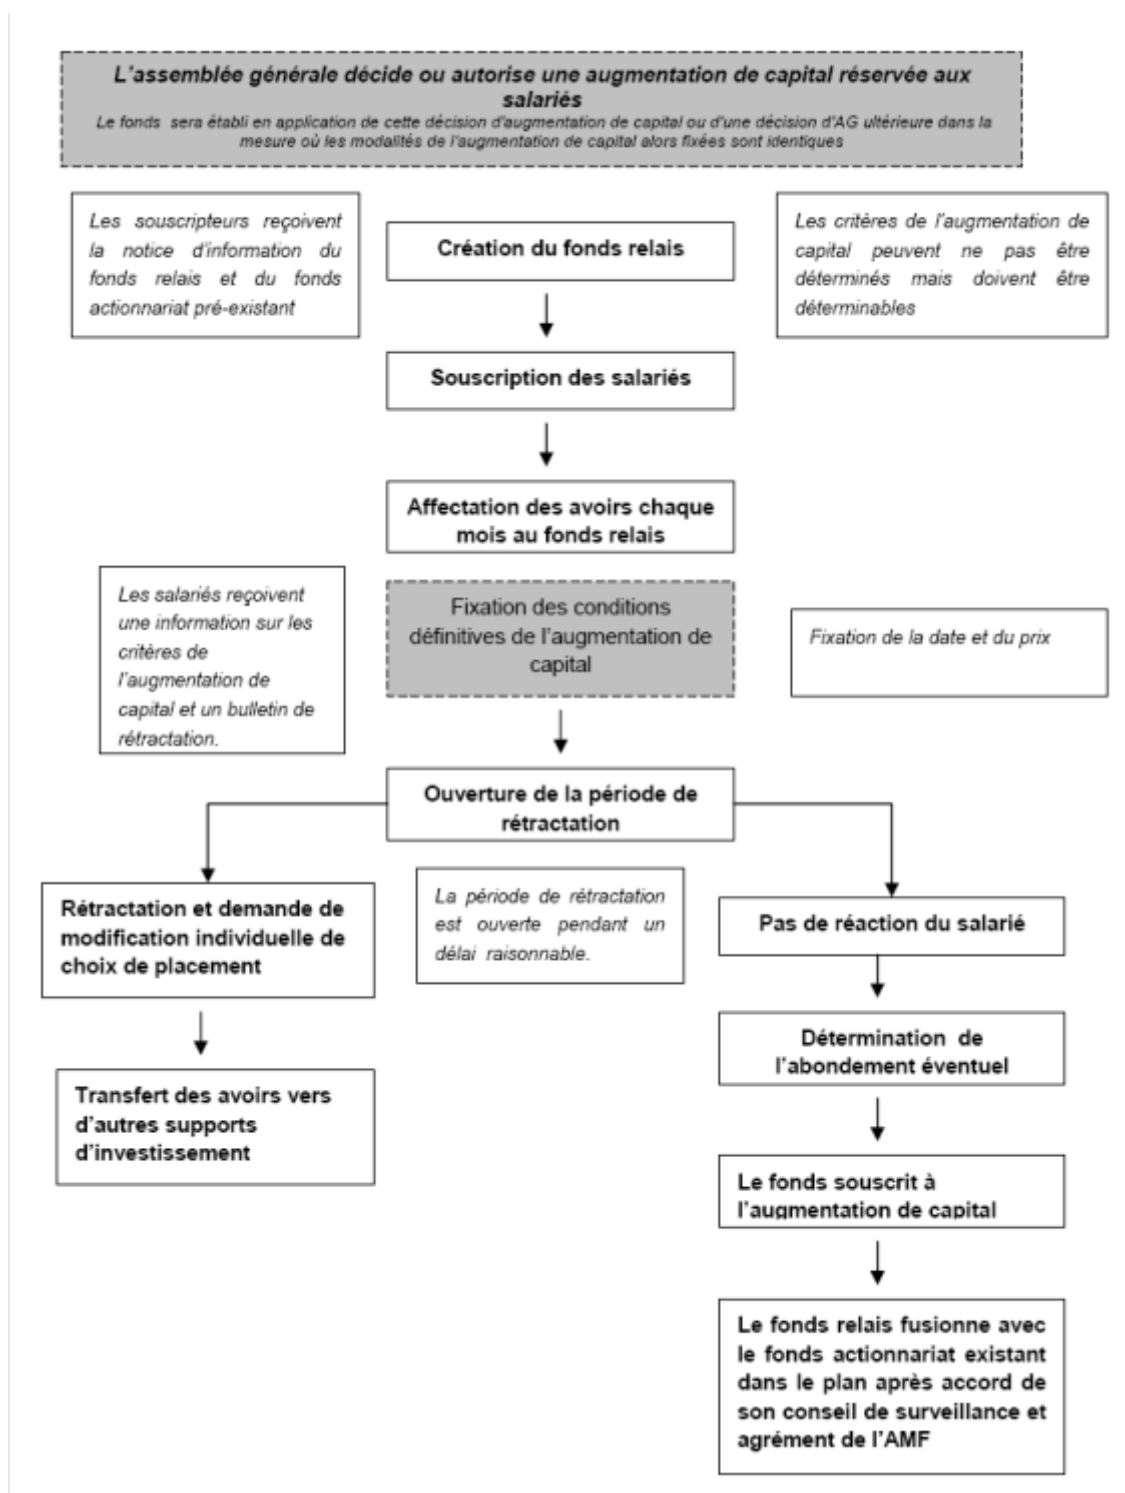 L'assemblée générale décide ou autorise une augmentation de capital réservée aux
salariés
Le fonds sera établi en application de cette décision d'augmentation de capital ou d'une décision d'AG ultérieure dans la
mesure où les modalités de l'augmentation de capital alors fixées sont identiques
Les souscripteurs reçoivent
la notice d'information du
fonds relais et du fonds
actionnariat pré-existant
Création du fonds relais
Les critères de l'augmentation de
capital peuvent ne pas être
déterminés mais doivent être
déterminables
Souscription des salariés
Affectation des avoirs chaque
mois au fonds relais
Les salariés reçoivent
une information sur les
critères de
l'augmentation de
capital et un bulletin de
rétractation.
Fixation des conditions
définitives de l'augmentation de
capital
Fixation de la date et du prix
Ouverture de la période de
rétractation
Rétractation et demande de
modification individuelle de
choix de placement
La période de rétractation
est ouverte pendant un
délai raisonnable.
Pas de réaction du salarié
Transfert des avoirs vers
d'autres supports
d'investissement
Détermination de
l'abondement éventuel
Le fonds souscrit à
l'augmentation de capital
Le fonds relais fusionne avec
le fonds actionnariat existant
dans le plan après accord de
son conseil de surveillance et
agrément de l'AMF